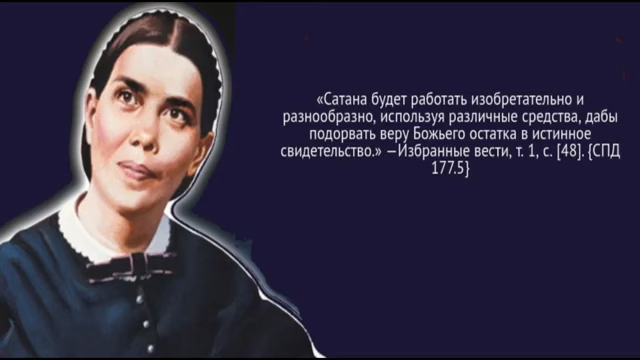 «Сатана будет работать изобретательно и
разнообразно, используя различные средства, дабы
подорвать веру Божьего остатка в истинное
свидетельство.» —Избранные вести, т. 1, с. [48]. {СПД
177.5}